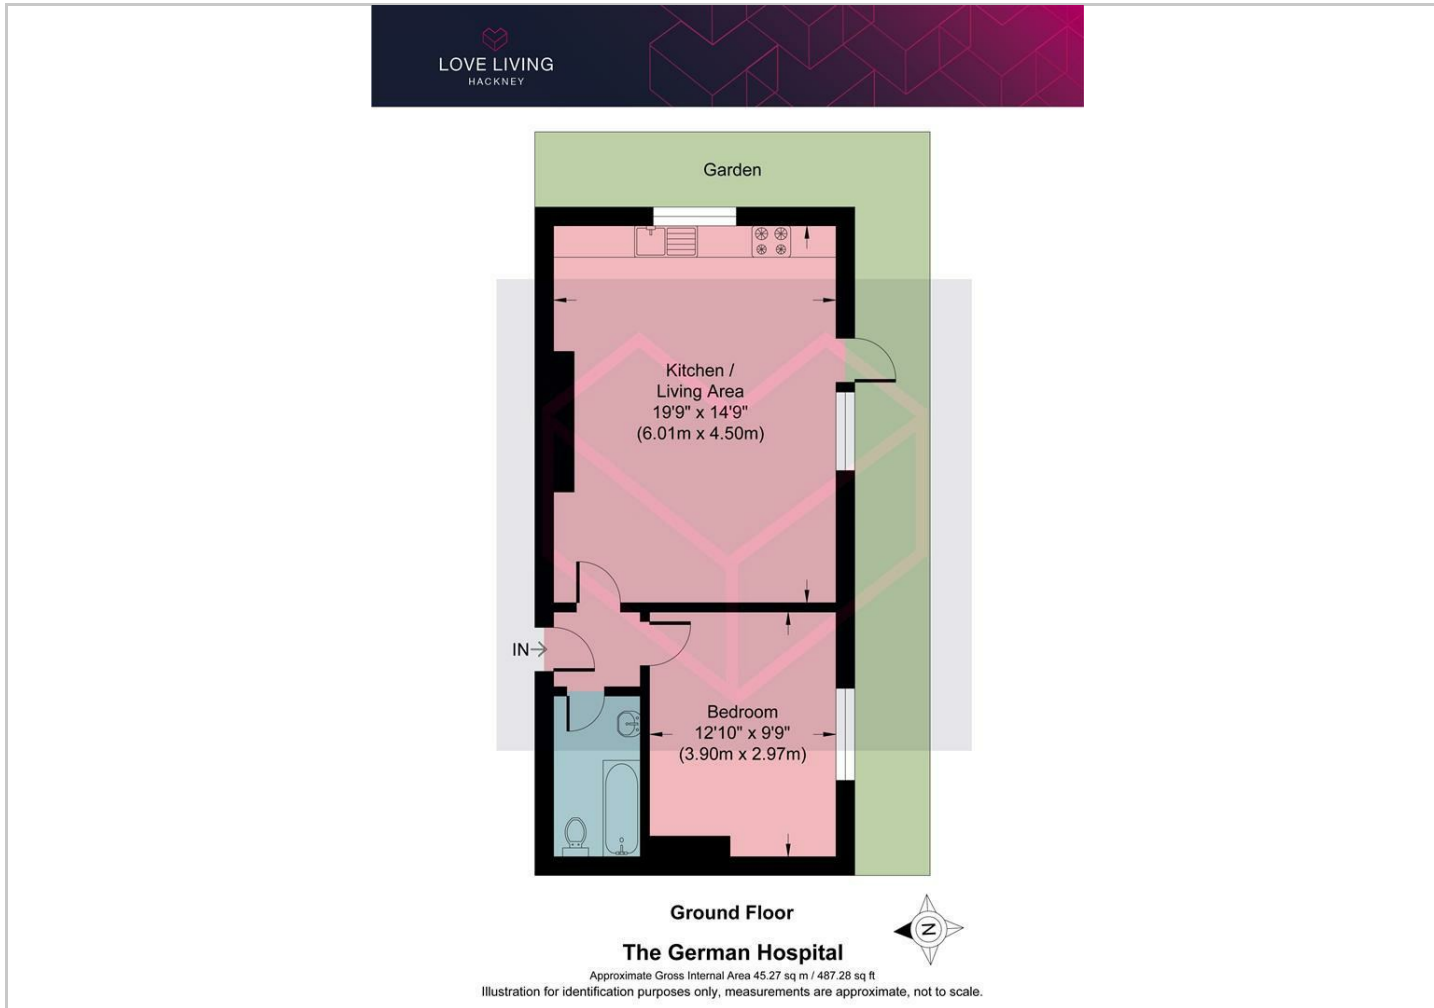 LOVE LIVING
HACKNEY
Garden
Kitchen /
Living Area
19'9" x 14'9"
(6.01m x 4.50m)
IN
Bedroom
12'10" x 9'9"
(3.90m x 2.97m)
Ground Floor
N
The German Hospital
Approximate Gross Internal Area 45.27 sq m / 487.28 sq ft
Illustration for identification purposes only, measurements are approximate, not to scale.